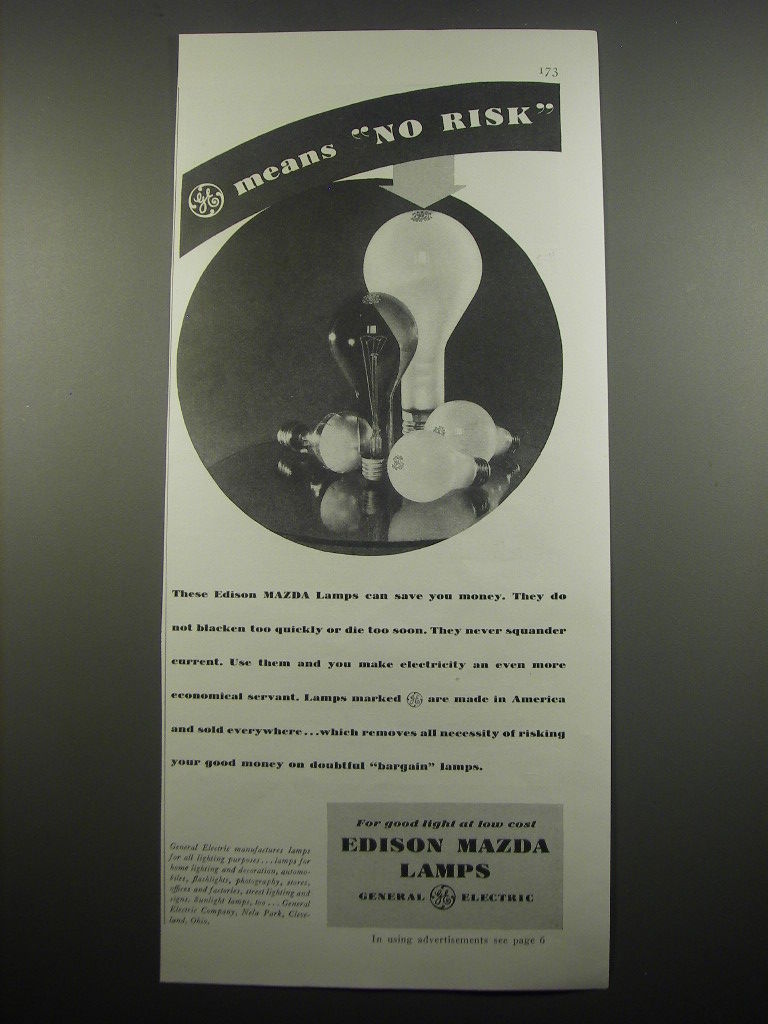 173
GE means “NO RISK”
These Edison MAZDA Lamps can save you money. They do
not blacken too quickly or die too soon. They never squander
current. Use them and you make electricity an even more
economical servant. Lamps marked GE are made in America
and sold everywhere...which removes all necessity of risking
your good money on doubtful “bargain” lamps.
General Electric manufactures lamps
for all lighting purposes...lamps for
home lighting and decoration, automo-
biles, flashlights, photography, stores,
offices and factories, street lighting and
signs. Sunlight lamps, too...General
Electric Company, Nela Park, Cleve-
land, Ohio.
For good light at low cost
EDISON MAZDA
LAMPS
GENERAL GE ELECTRIC
In using advertisements see page 6